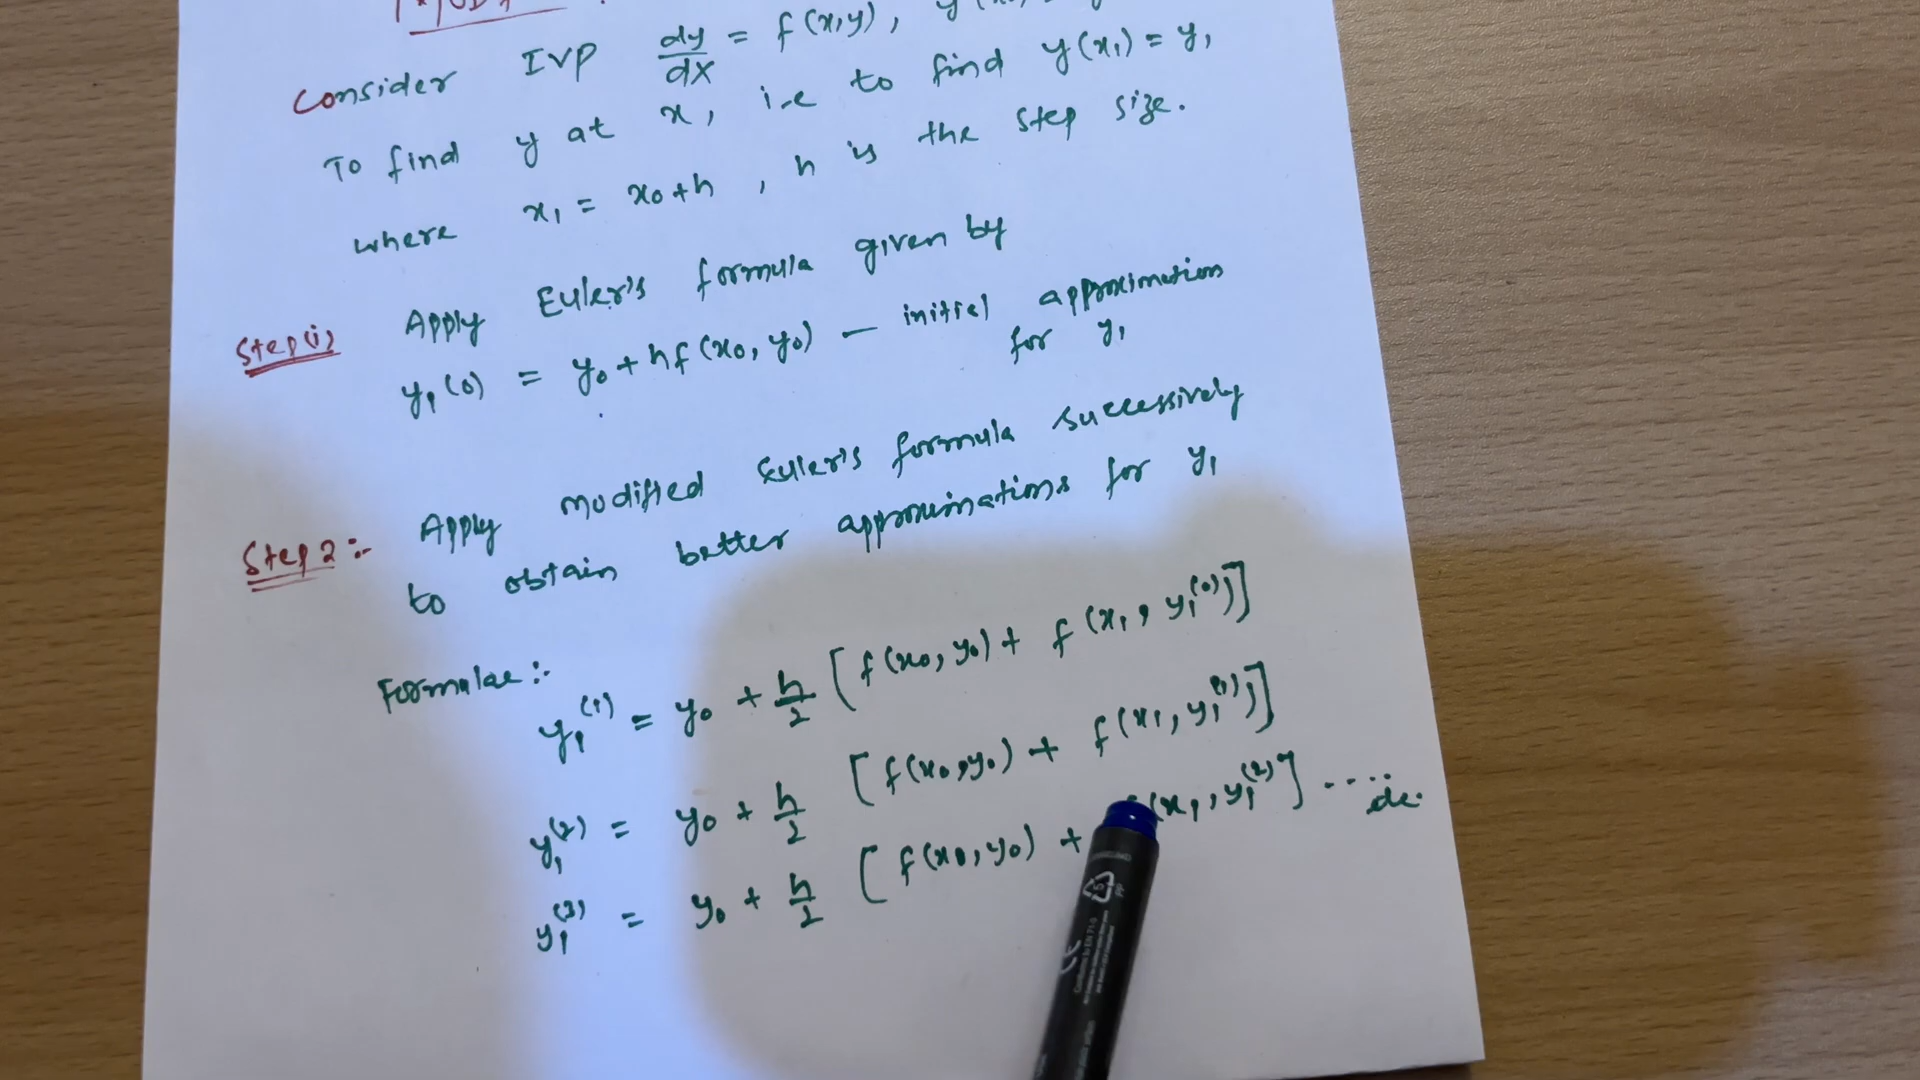 Consider IVP dy/dx = f(x,y),
To find y at x, i.e to find y(x₁) = y₁
where x₁ = x₀+h, h is the step size.
Step(i) Apply Euler's formula given by
y₁(0) = y₀+hf(x₀, y₀) — initial approximation
for y₁
Step 2:- Apply modified Euler's formula successively
to obtain better approximations for y₁
Formulae:-
y₁⁽¹⁾ = y₀ + h/2 [f(x₀, y₀) + f(x₁, y₁⁽⁰⁾)]
y₁⁽²⁾ = y₀ + h/2 [f(x₀, y₀) + f(x₁, y₁⁽¹⁾)]
y₁⁽³⁾ = y₀ + h/2 [f(x₀, y₀) + (x₁, y₁⁽²⁾] ....